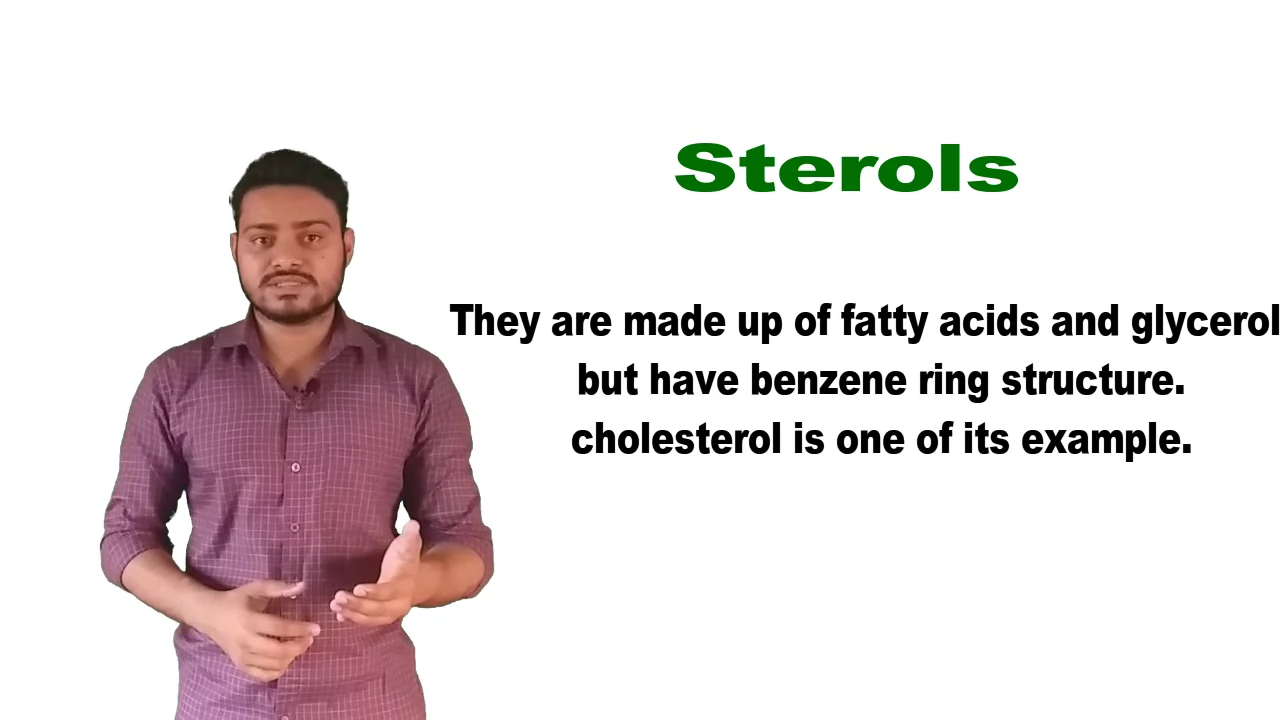 Sterols
They are made up of fatty acids and glycerol
but have benzene ring structure.
cholesterol is one of its example.